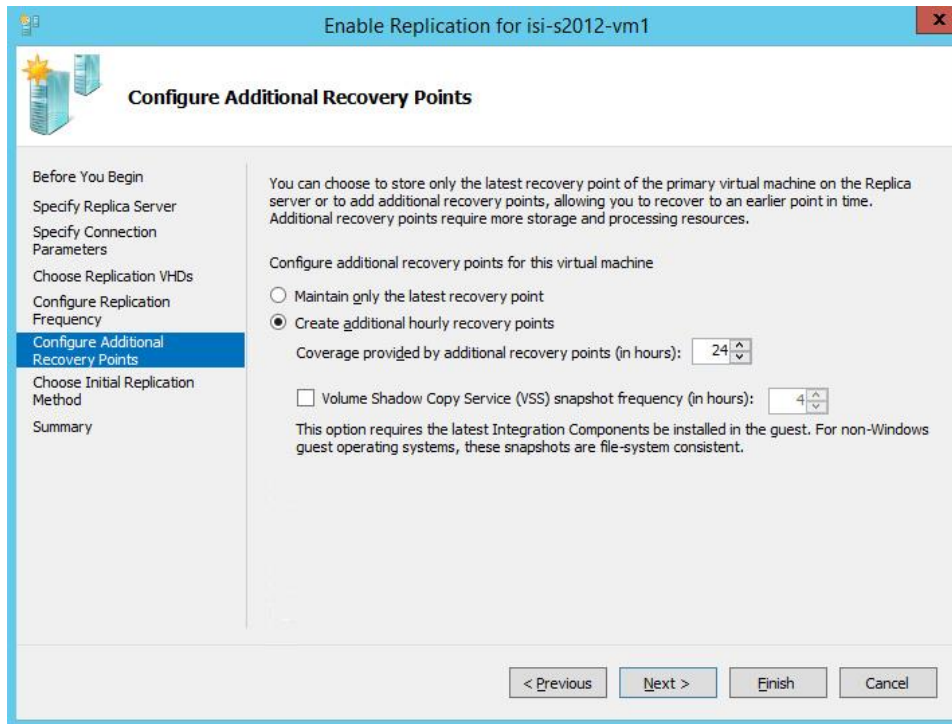 Enable Replication for isi-s2012-vm1
x
Configure Additional Recovery Points
Before You Begin
Specify Replica Server
Specify Connection
Parameters
Choose Replication VHDs
Configure Replication
Frequency
Configure Additional
Recovery Points
Choose Initial Replication
Method
Summary
You can choose to store only the latest recovery point of the primary virtual machine on the Replica
server or to add additional recovery points, allowing you to recover to an earlier point in time.
Additional recovery points require more storage and processing resources.
Configure additional recovery points for this virtual machine
Maintain only the latest recovery point
Create additional hourly recovery points
Coverage provided by additional recovery points (in hours): 24
Volume Shadow Copy Service (VSS) snapshot frequency (in hours): 4
This option requires the latest Integration Components be installed in the guest. For non-Windows
guest operating systems, these snapshots are file-system consistent.
< Previous Next > Finish Cancel